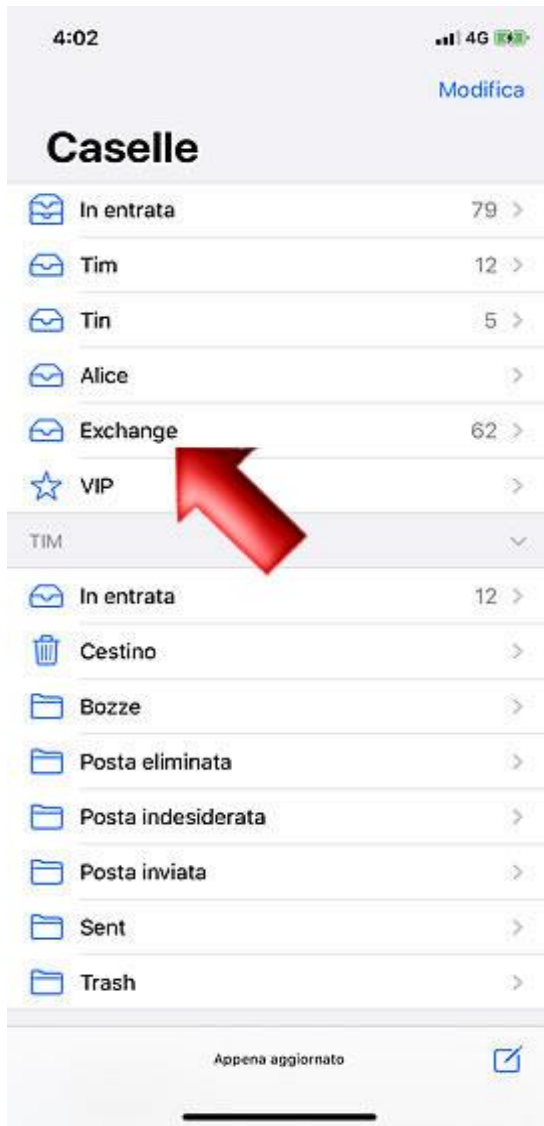 4:02
4G
Modifica
Caselle
In entrata 79
Tim 12
Tin 5
Alice
Exchange 62
VIP
TIM
In entrata 12
Cestino
Bozze
Posta eliminata
Posta indesiderata
Posta inviata
Sent
Trash
Appena aggiornato